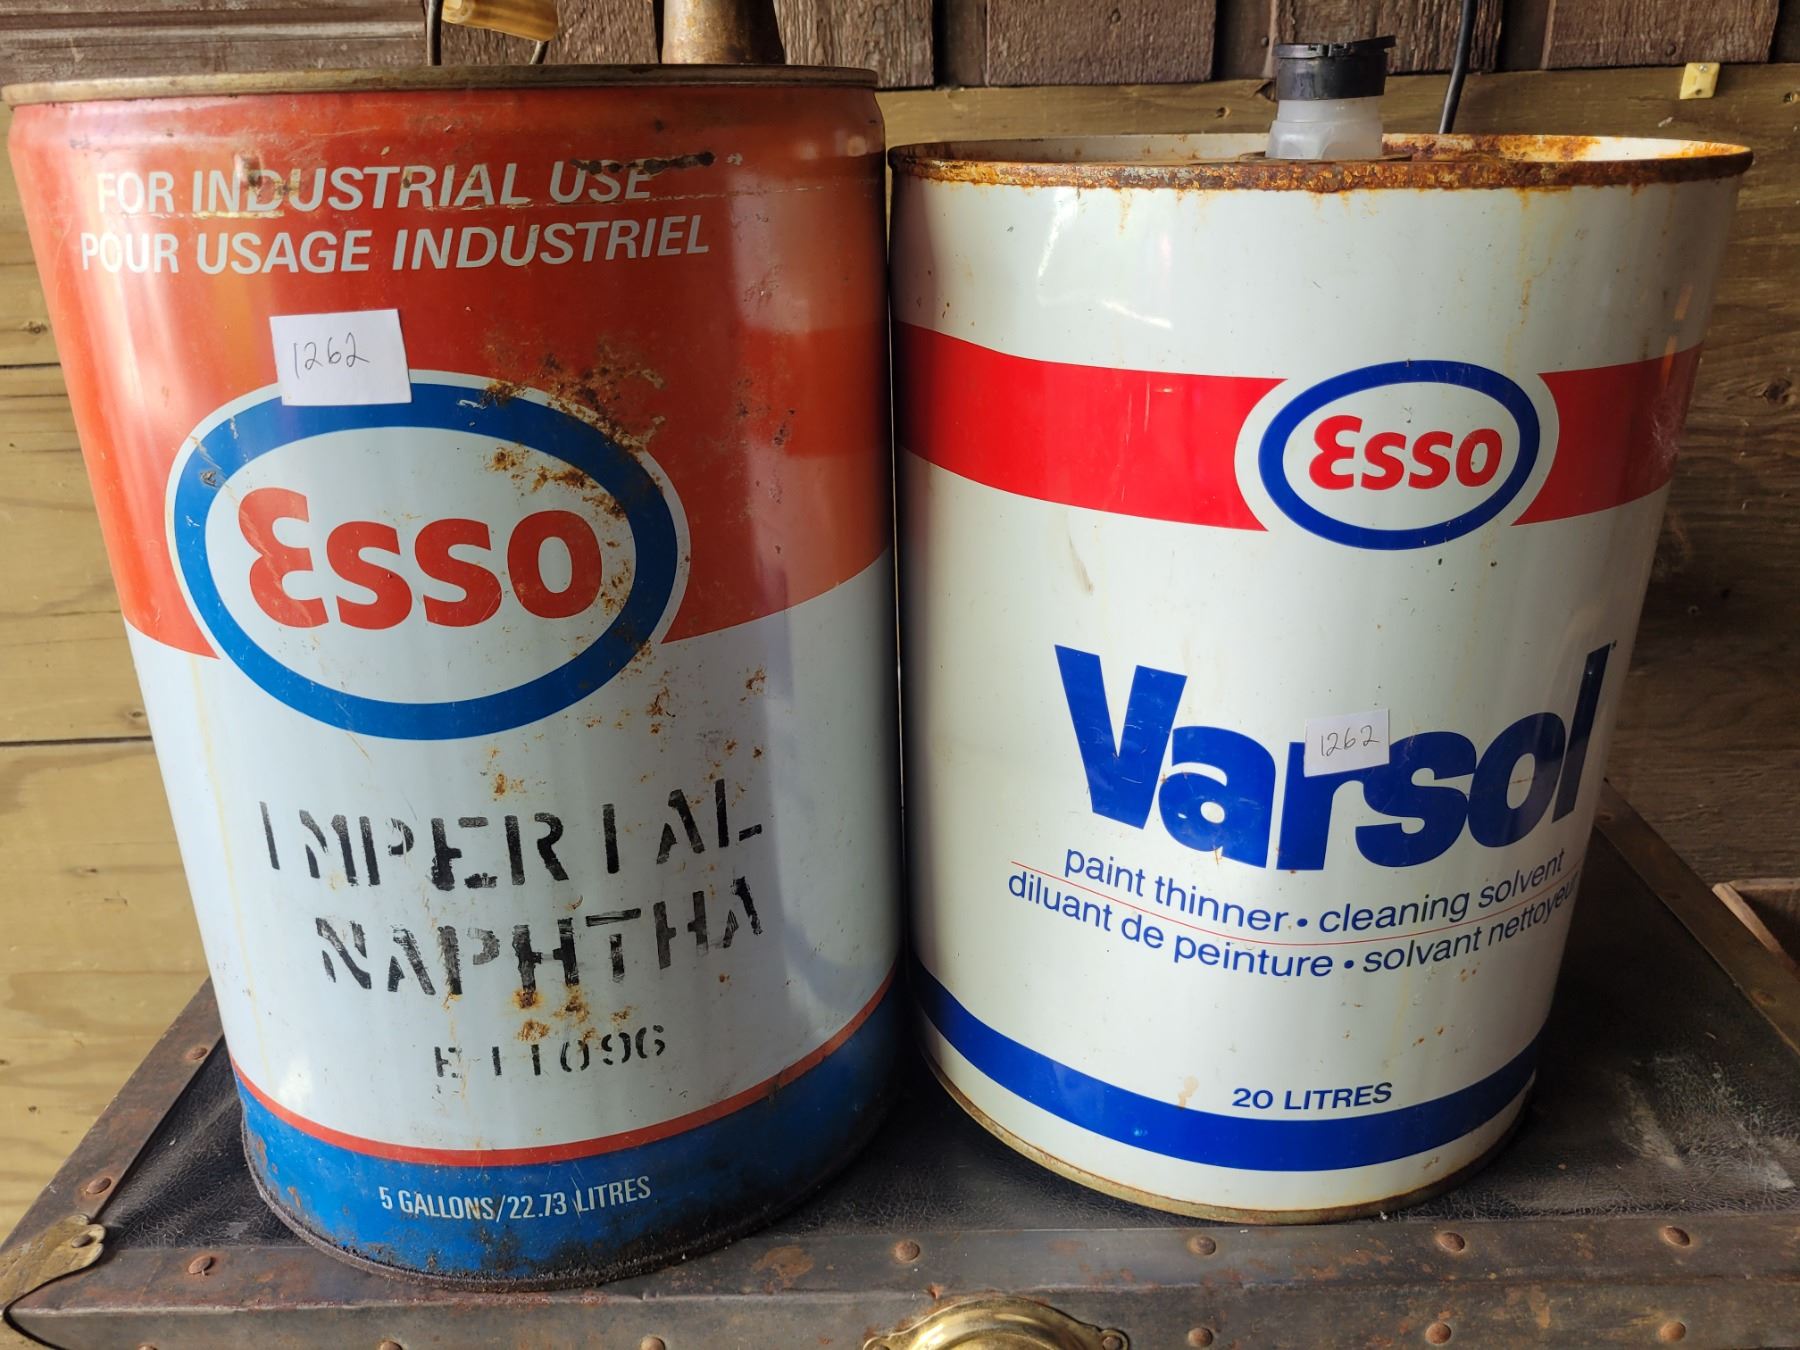 FOR INDUSTRIAL USE
POUR USAGE INDUSTRIEL
1262
Esso
IMPERIAL
NAPHTHA
E11096
5 GALLONS/22.73 LITRES
Esso
Varsol
1262
paint thinner • cleaning solvent
diluant de peinture • solvant
20 LITRES